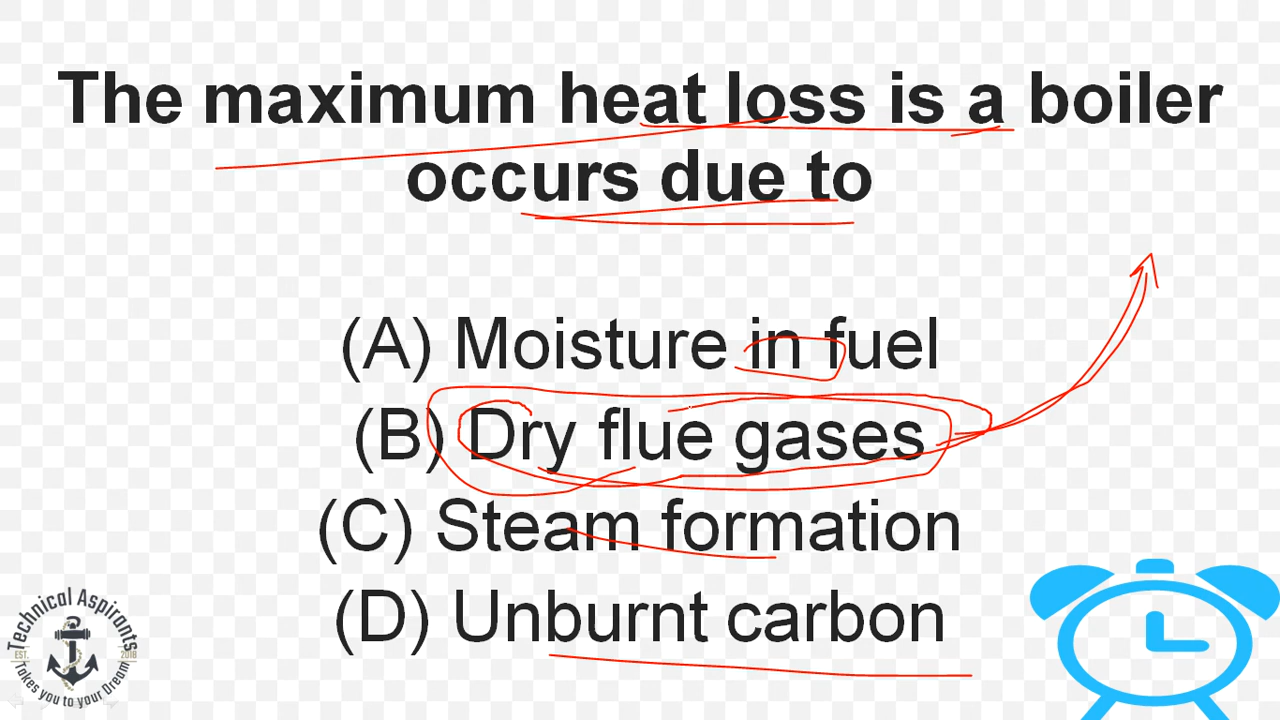 The maximum heat loss is a boiler
occurs due to
(A) Moisture in fuel
(B) Dry flue gases
(C) Steam formation
(D) Unburnt carbon
Technical Aspirants
EST. 2018
Takes you to your Dream